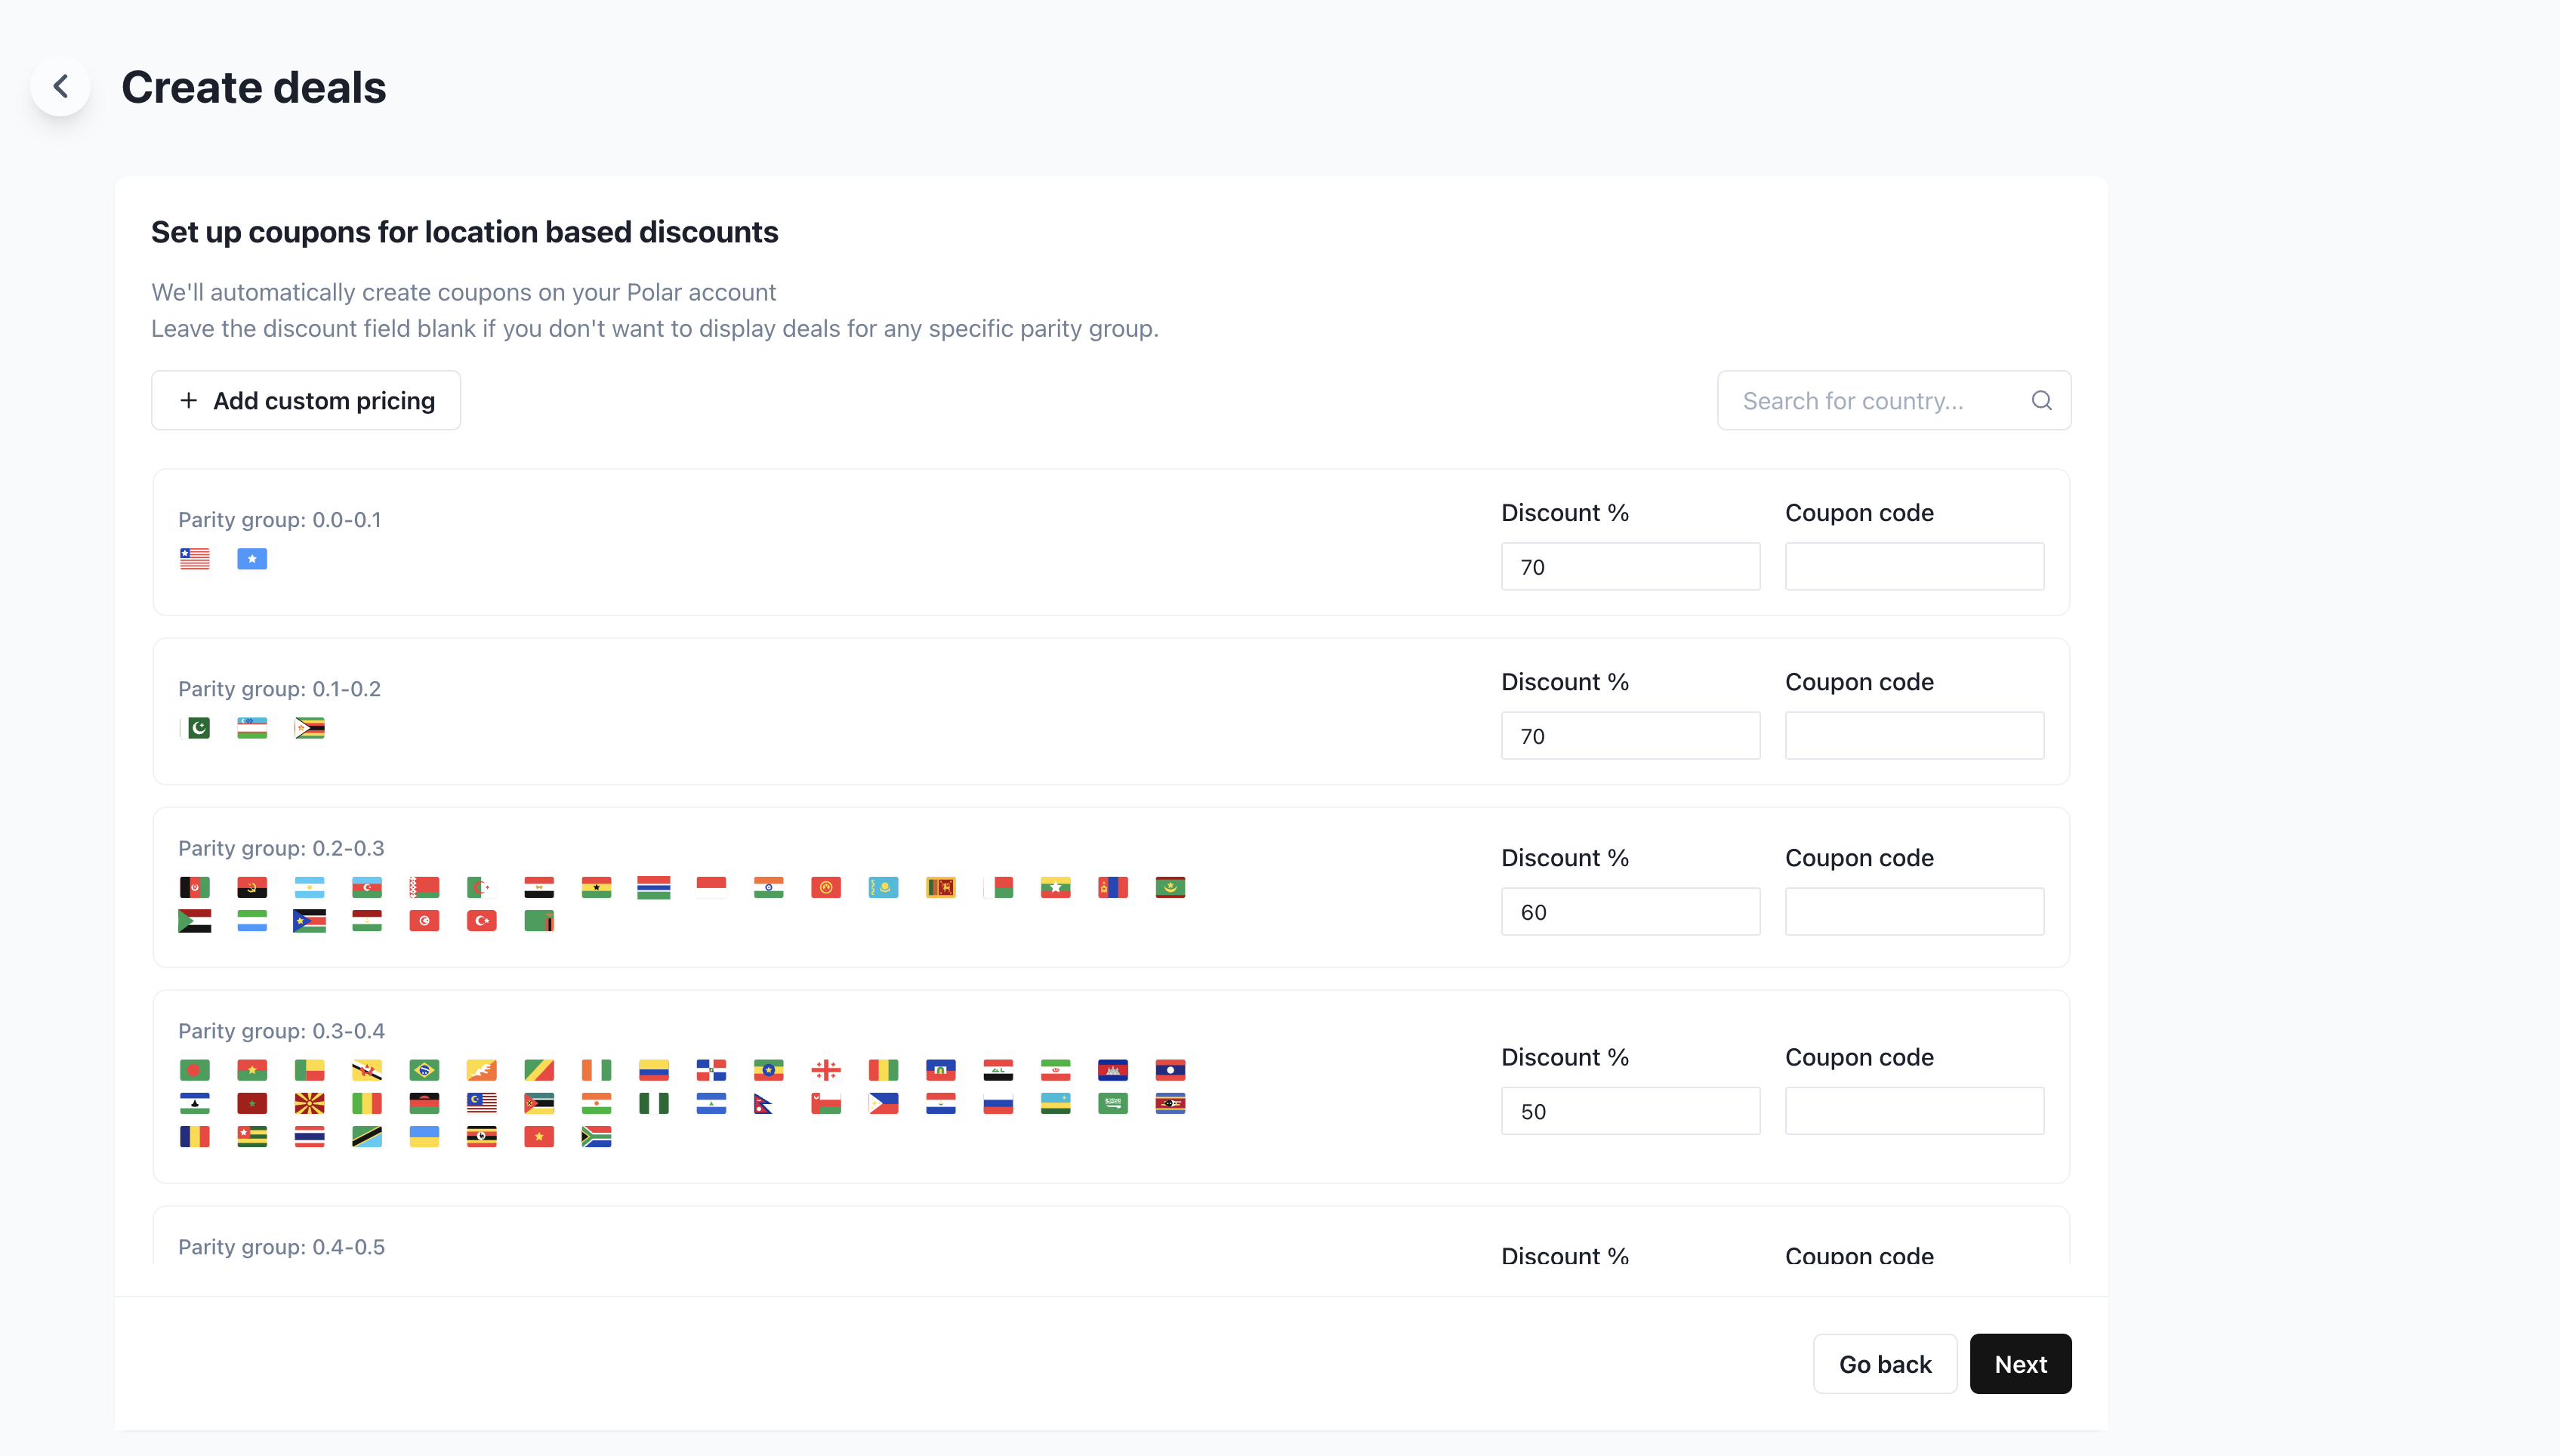 Create deals
Set up coupons for location based discounts
We'll automatically create coupons on your Polar account
Leave the discount field blank if you don't want to display deals for any specific parity group.
+ Add custom pricing
Search for country...
Parity group: 0.0-0.1
Discount %
Coupon code
70
Parity group: 0.1-0.2
Discount %
Coupon code
70
Parity group: 0.2-0.3
Discount %
Coupon code
60
Parity group: 0.3-0.4
Discount %
Coupon code
50
Parity group: 0.4-0.5
Discount %
Coupon code
Go back
Next